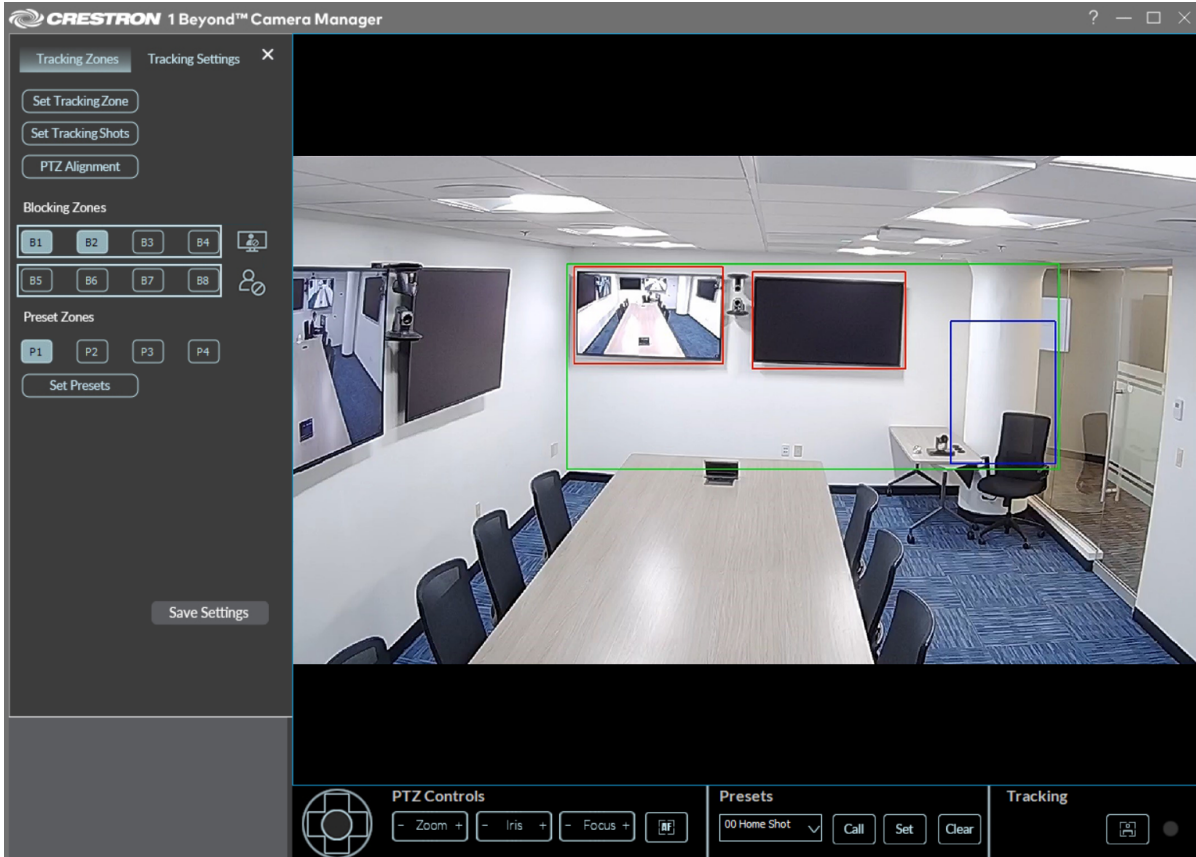 CRESTRON 1 Beyond™ Camera Manager
?
Tracking Zones Tracking Settings
Set Tracking Zone
Set Tracking Shots
PTZ Alignment
Blocking Zones
B1 B2 B3 B4
B5 B6 B7 B8
Preset Zones
P1 P2 P3 P4
Set Presets
Save Settings
PTZ Controls
- Zoom + - Iris + - Focus + AF
Presets
00 Home Shot Call Set Clear
Tracking